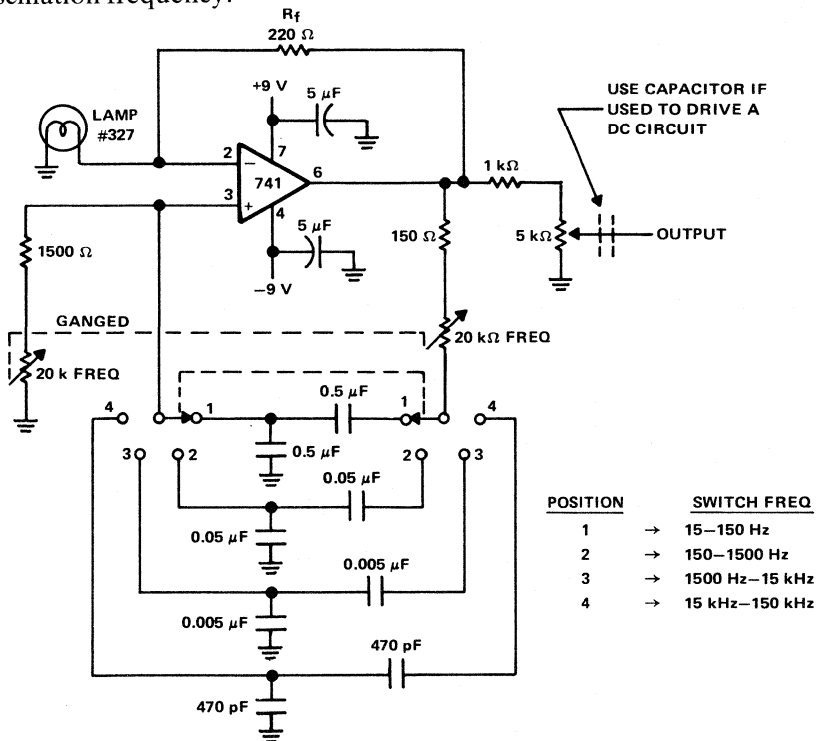 scillation frequency.
Rf
220 Ω
+9 V
5 µF
LAMP
#327
USE CAPACITOR IF
USED TO DRIVE A
DC CIRCUIT
2
−
7
741
6
3
+
4
1 kΩ
1500 Ω
5 µF
150 Ω
5 kΩ
OUTPUT
−9 V
GANGED
20 k FREQ
20 kΩ FREQ
0.5 µF
4
1
1
4
0.5 µF
3
2
2
3
0.05 µF
0.05 µF
0.005 µF
0.005 µF
470 pF
470 pF
POSITION SWITCH FREQ
1 → 15–150 Hz
2 → 150–1500 Hz
3 → 1500 Hz–15 kHz
4 → 15 kHz–150 kHz